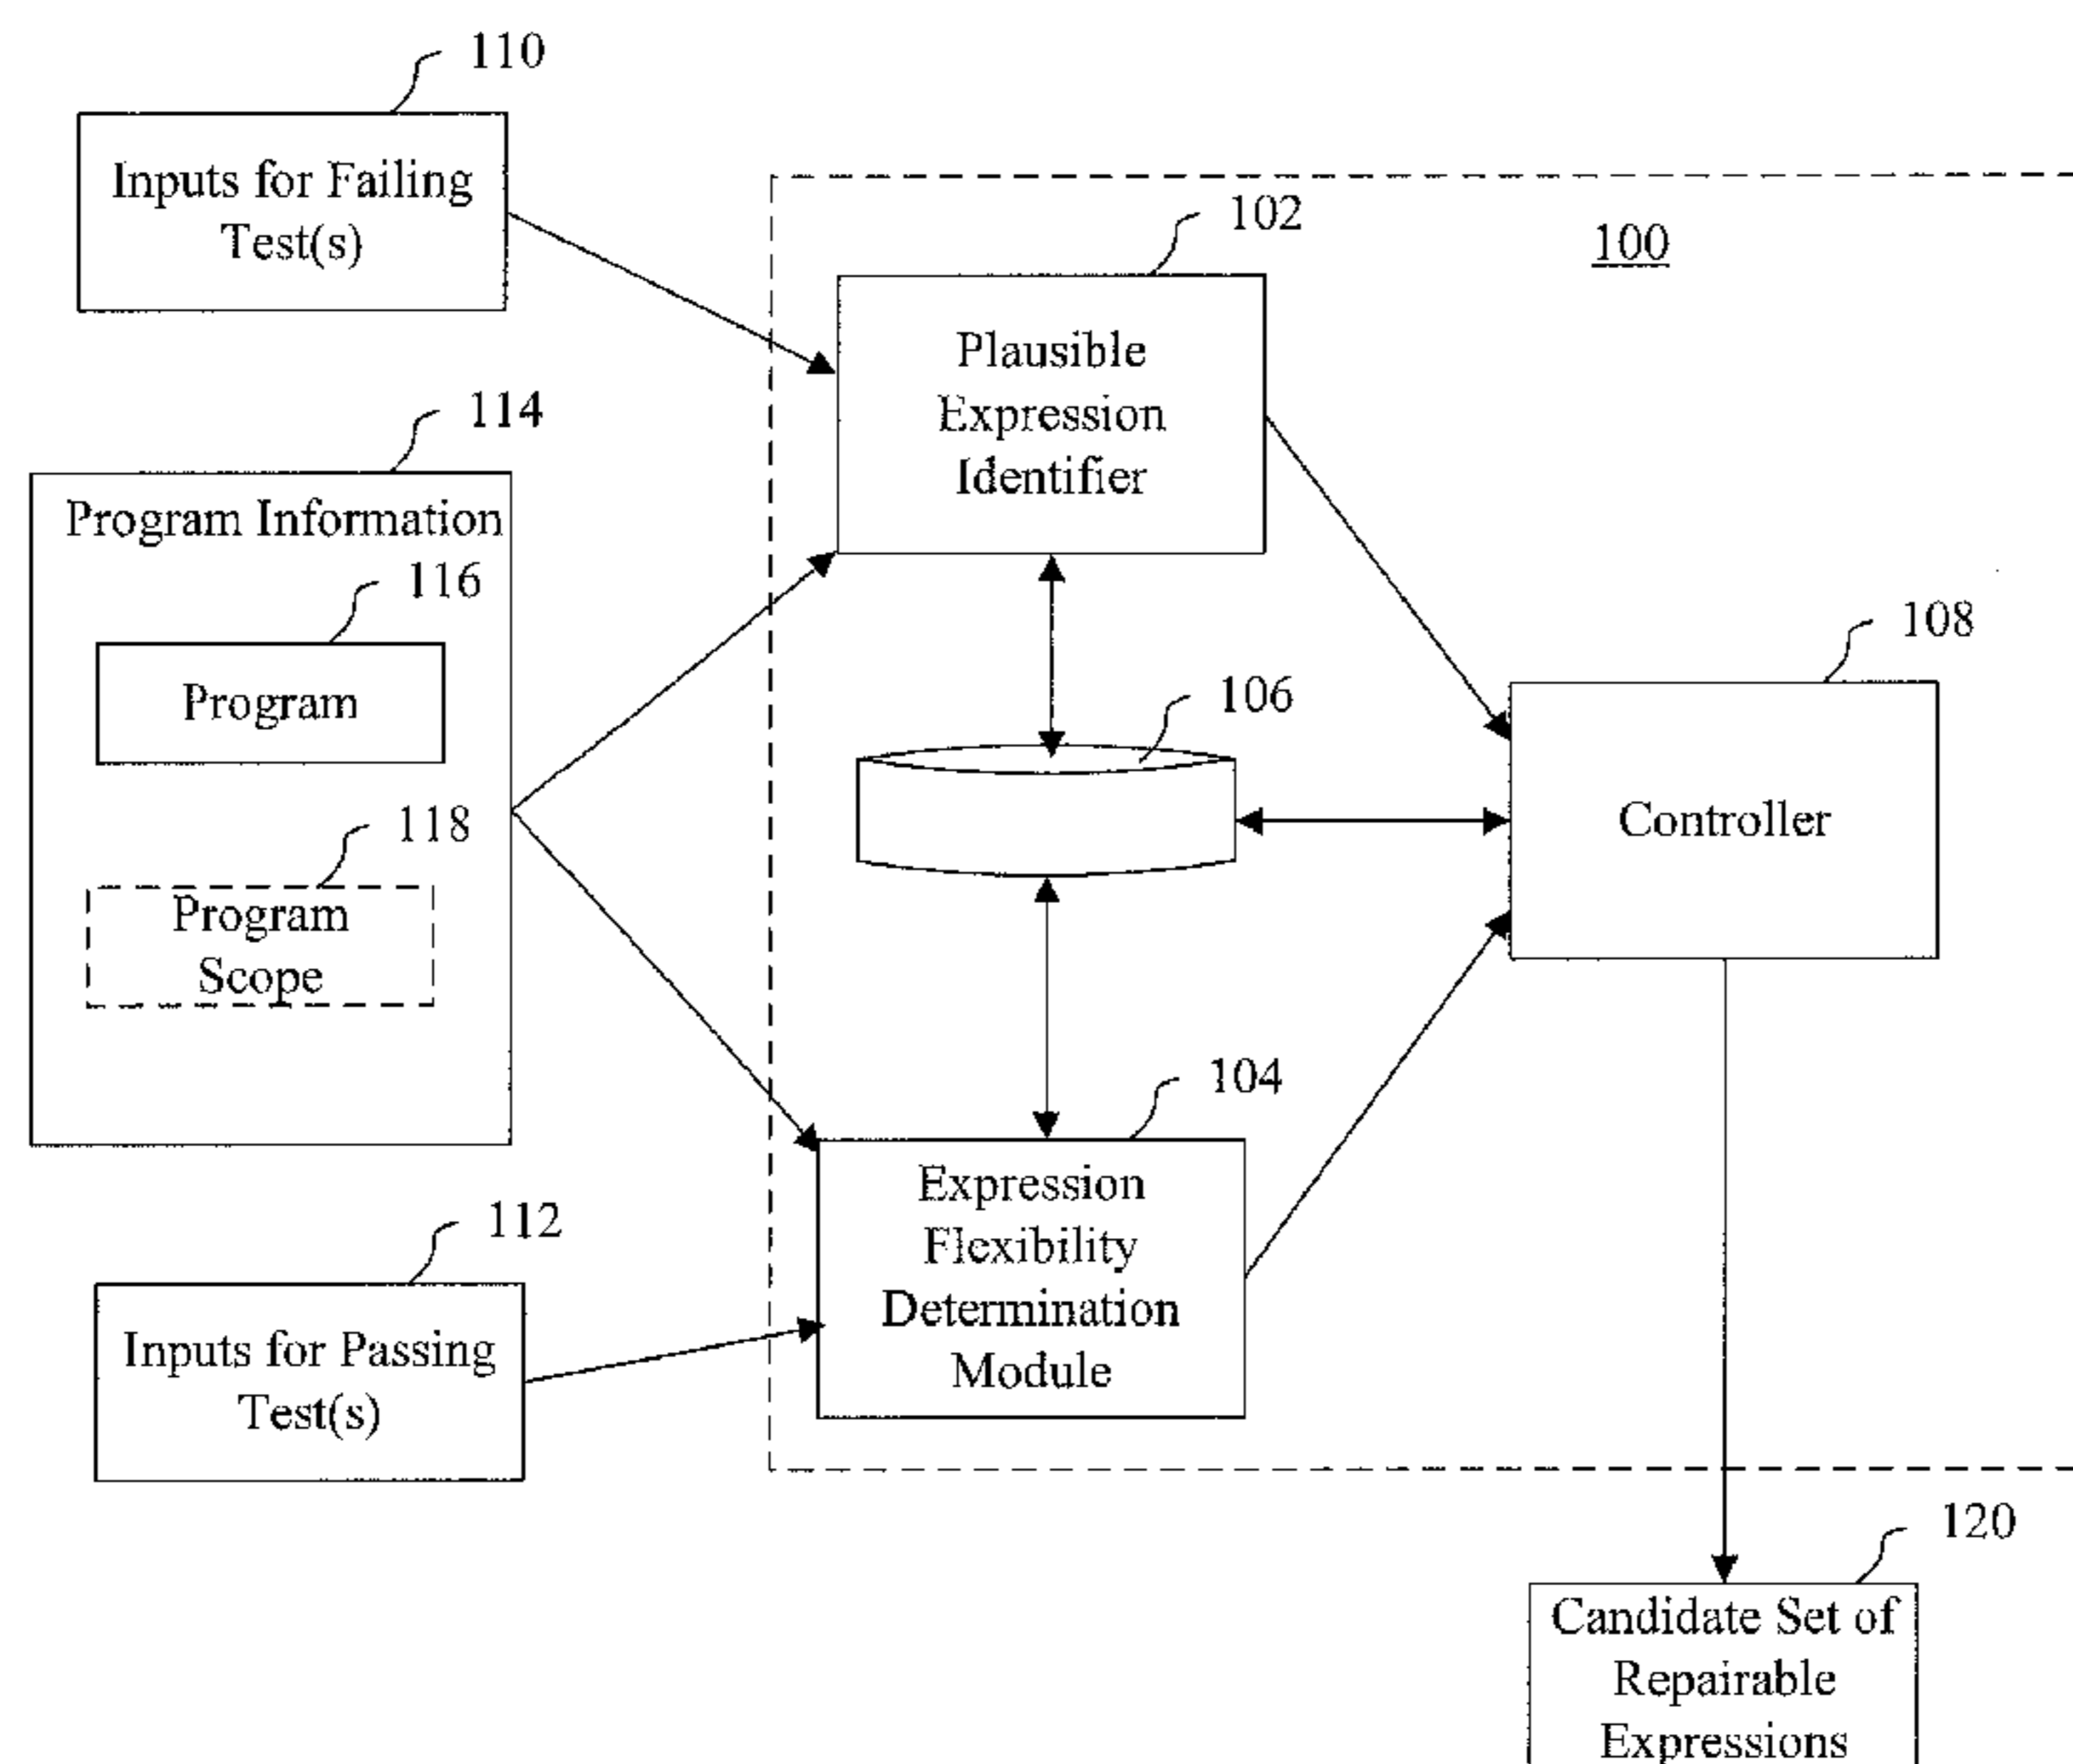 110
Inputs for Failing
Test(s)
102
100
Plausible
Expression
Identifier
114
Program Information
116
Program
118
Program
Scope
106
108
Controller
104
Expression
Flexibility
Determination
Module
112
Inputs for Passing
Test(s)
120
Candidate Set of
Repairable
Expressions